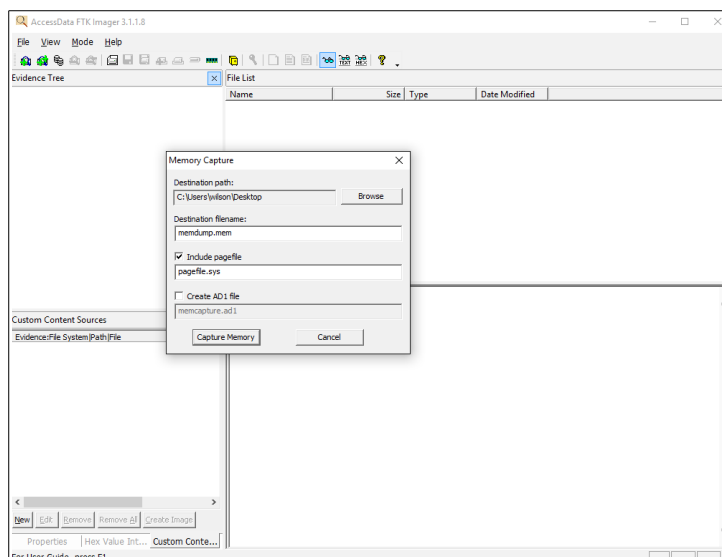 AccessData FTK Imager 3.1.1.8
File View Mode Help
Evidence Tree
File List
Name Size Type Date Modified
Memory Capture
Destination path:
C:\Users\wilson\Desktop
Browse
Destination filename:
memdump.mem
Include pagefile
pagefile.sys
Create AD1 file
memcapture.ad1
Capture Memory Cancel
Custom Content Sources
Evidence:File System|Path|File
New Edit Remove Remove All Create Image
Properties Hex Value Int... Custom Conte...
For User Guide, press F1